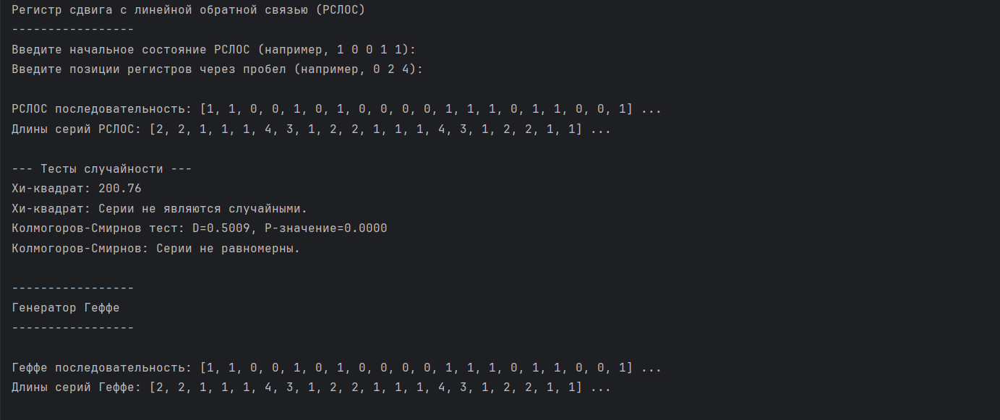 Регистр сдвига с линейной обратной связью (РСЛОС)
-----------------
Введите начальное состояние РСЛОС (например, 1 0 0 1 1):
Введите позиции регистров через пробел (например, 0 2 4):
РСЛОС последовательность: [1, 1, 0, 0, 1, 0, 1, 0, 0, 0, 0, 1, 1, 1, 0, 1, 1, 0, 0, 1] ...
Длины серий РСЛОС: [2, 2, 1, 1, 1, 4, 3, 1, 2, 2, 1, 1, 1, 4, 3, 1, 2, 2, 1, 1] ...
--- Тесты случайности ---
Хи-квадрат: 200.76
Хи-квадрат: Серии не являются случайными.
Колмогоров-Смирнов тест: D=0.5009, P-значение=0.0000
Колмогоров-Смирнов: Серии не равномерны.
-----------------
Генератор Геффе
-----------------
Геффе последовательность: [1, 1, 0, 0, 1, 0, 1, 0, 0, 0, 0, 1, 1, 1, 0, 1, 1, 0, 0, 1] ...
Длины серий Геффе: [2, 2, 1, 1, 1, 4, 3, 1, 2, 2, 1, 1, 1, 4, 3, 1, 2, 2, 1, 1] ...